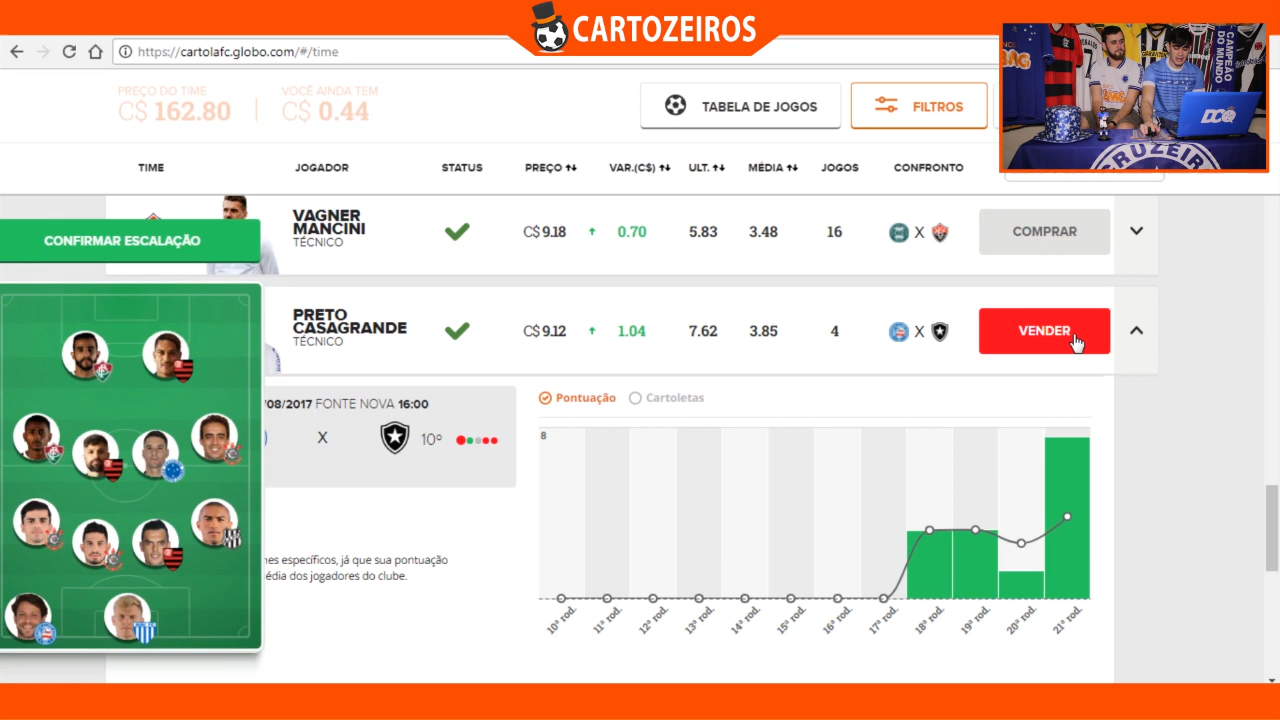 CARTOZEIROS
https://cartolafc.globo.com/#/time
PREÇO DO TIME
C$ 162.80
VOCÊ AINDA TEM
C$ 0.44
TABELA DE JOGOS
FILTROS
TIME JOGADOR STATUS PREÇO VAR.(C$) ULT. MÉDIA JOGOS CONFRONTO
VAGNER
MANCINI
TÉCNICO
C$ 9.18 0.70 5.83 3.48 16 X COMPRAR
CONFIRMAR ESCALAÇÃO
PRETO
CASAGRANDE
TÉCNICO
C$ 9.12 1.04 7.62 3.85 4 X VENDER
/08/2017 FONTE NOVA 16:00
X 10º
Pontuação Cartoletas
8
nes específicos, já que sua pontuação
édia dos jogadores do clube.
10ª rod. 11ª rod. 12ª rod. 13ª rod. 14ª rod. 15ª rod. 16ª rod. 17ª rod. 18ª rod. 19ª rod. 20ª rod. 21ª rod.
CAMPEÃO
DO MUNDO
CRUZEIR